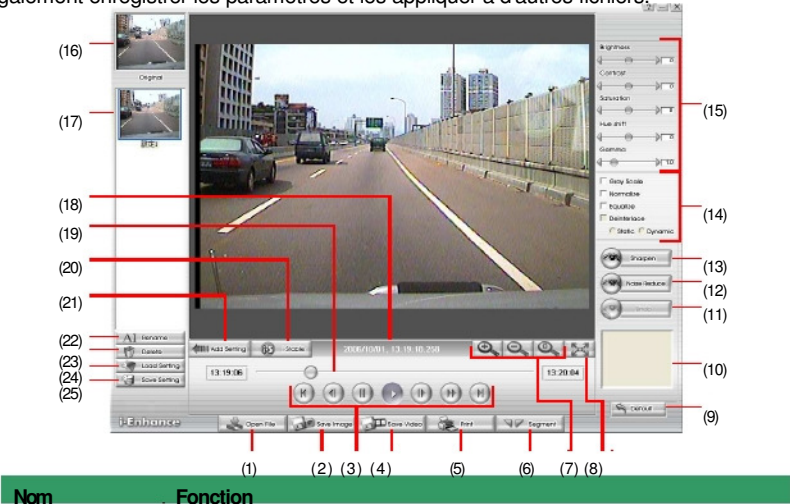 également enregistrer les paramètres et les appliquer à d'autres fichiers.
(16)
Original
(17)
(18)
(19)
(20)
(21)
(22)
(23)
(24)
(25)
Brightness
Contrast
Saturation
Hue shift
Gamma
(15)
Gray Scale
Normalize
Equalize
Deinterlace
Static Dynamic
(14)
Sharpen
(13)
Noise Reduce
(12)
(11)
(10)
Default
(9)
Rename
Delete
Load Setting
Save Setting
Add Setting
Stable
2006/10/01, 13:19:10.250
13:19:06
13:20:04
i-Enhance
Open File
Save Image
Save Video
Print
Segment
(1) (2) (3) (4) (5) (6) (7) (8)
Nom Fonction